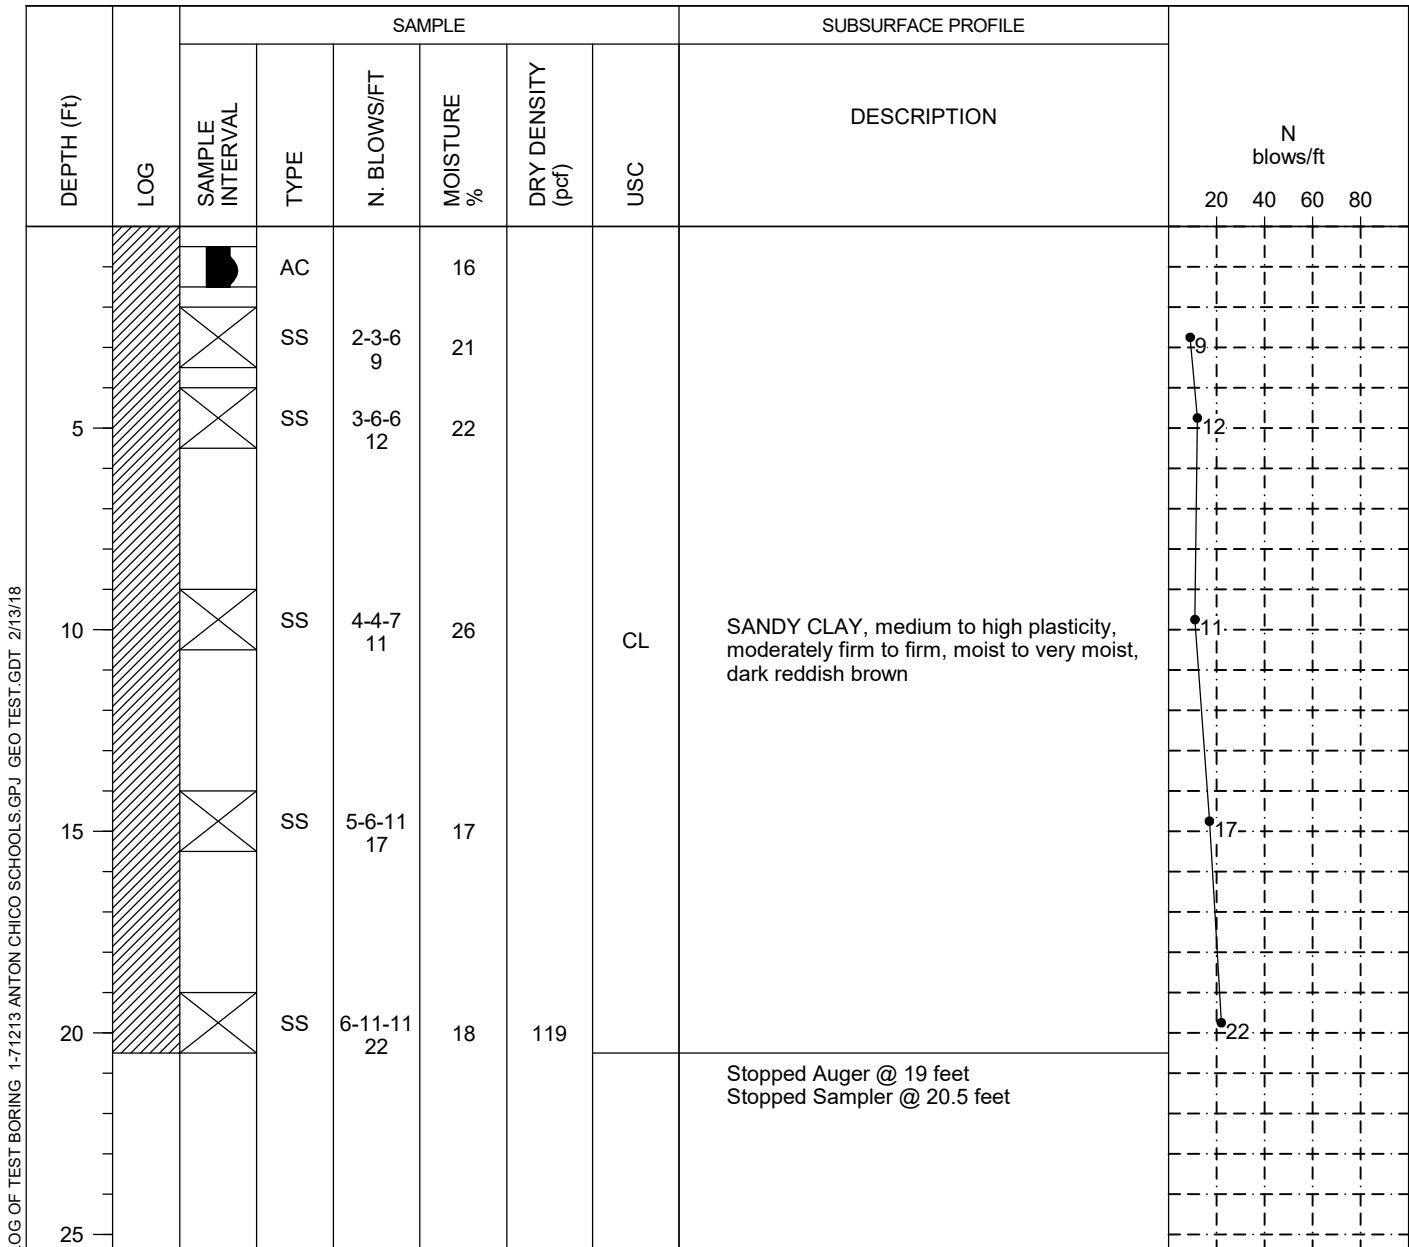 SAMPLE
SUBSURFACE PROFILE
DEPTH (Ft)
LOG
SAMPLE
INTERVAL
TYPE
N. BLOWS/FT
MOISTURE
%
DRY DENSITY
(pcf)
USC
DESCRIPTION
N
blows/ft
20 40 60 80
AC 16
SS 2-3-6 21
9
9
5 SS 3-6-6 22
12
12
10 SS 4-4-7 26
11
11
CL
SANDY CLAY, medium to high plasticity,
moderately firm to firm, moist to very moist,
dark reddish brown
15 SS 5-6-11 17
17
17
20 SS 6-11-11 18 119
22
22
Stopped Auger @ 19 feet
Stopped Sampler @ 20.5 feet
25
OG OF TEST BORING 1-71213 ANTON CHICO SCHOOLS.GPJ GEO TEST.GDT 2/13/18